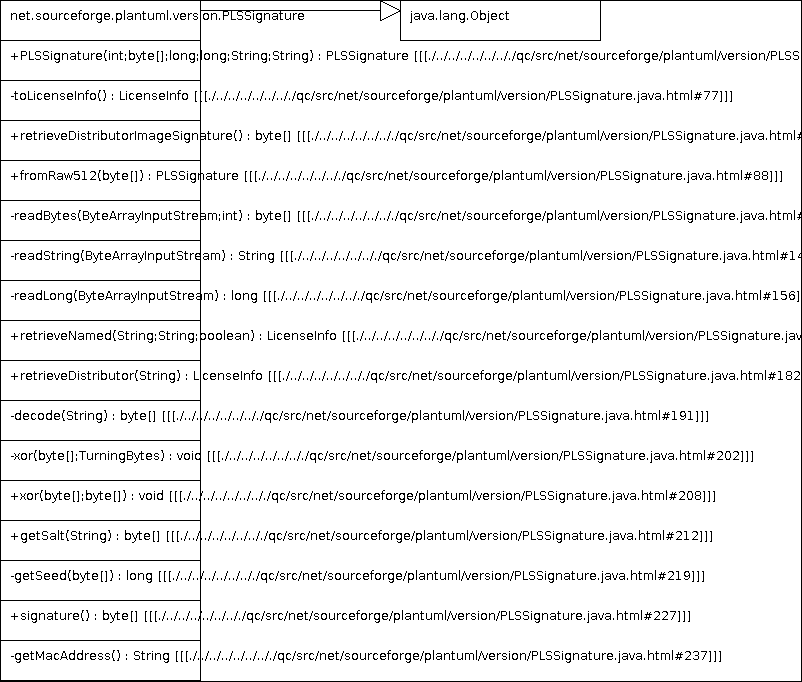 net.sourceforge.plantuml.version.PLSSignature
java.lang.Object
+PLSSignature(int;byte[];long;long;String;String) : PLSSignature [[[./../../../../../../qc/src/net/sourceforge/plantuml/version/PLSS
-toLicenseInfo() : LicenseInfo [[[./../../../../../../qc/src/net/sourceforge/plantuml/version/PLSSignature.java.html#77]]]
+retrieveDistributorImageSignature() : byte[] [[[./../../../../../../qc/src/net/sourceforge/plantuml/version/PLSSignature.java.html#
+fromRaw512(byte[]) : PLSSignature [[[./../../../../../../qc/src/net/sourceforge/plantuml/version/PLSSignature.java.html#88]]]
-readBytes(ByteArrayInputStream;int) : byte[] [[[./../../../../../../qc/src/net/sourceforge/plantuml/version/PLSSignature.java.html#
-readString(ByteArrayInputStream) : String [[[./../../../../../../qc/src/net/sourceforge/plantuml/version/PLSSignature.java.html#14
-readLong(ByteArrayInputStream) : long [[[./../../../../../../qc/src/net/sourceforge/plantuml/version/PLSSignature.java.html#156]
+retrieveNamed(String;String;boolean) : LicenseInfo [[[./../../../../../../qc/src/net/sourceforge/plantuml/version/PLSSignature.jav
+retrieveDistributor(String) : LicenseInfo [[[./../../../../../../qc/src/net/sourceforge/plantuml/version/PLSSignature.java.html#182
-decode(String) : byte[] [[[./../../../../../../qc/src/net/sourceforge/plantuml/version/PLSSignature.java.html#191]]]
-xor(byte[];TurningBytes) : void [[[./../../../../../../qc/src/net/sourceforge/plantuml/version/PLSSignature.java.html#202]]]
+xor(byte[];byte[]) : void [[[./../../../../../../qc/src/net/sourceforge/plantuml/version/PLSSignature.java.html#208]]]
+getSalt(String) : byte[] [[[./../../../../../../qc/src/net/sourceforge/plantuml/version/PLSSignature.java.html#212]]]
-getSeed(byte[]) : long [[[./../../../../../../qc/src/net/sourceforge/plantuml/version/PLSSignature.java.html#219]]]
+signature() : byte[] [[[./../../../../../../qc/src/net/sourceforge/plantuml/version/PLSSignature.java.html#227]]]
-getMacAddress() : String [[[./../../../../../../qc/src/net/sourceforge/plantuml/version/PLSSignature.java.html#237]]]